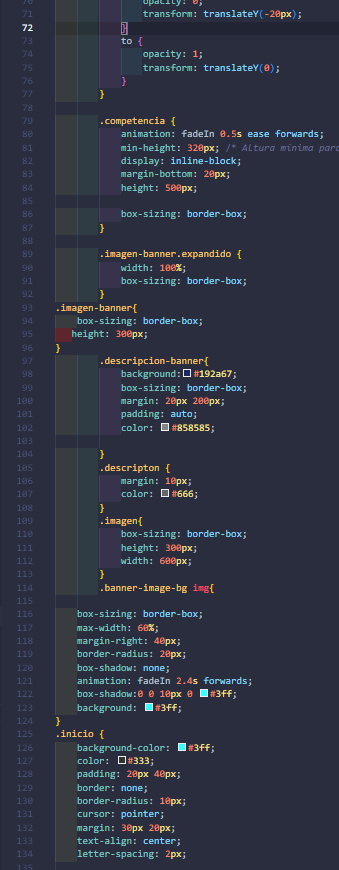 70 opacity: 0;
71 transform: translateY(-20px);
72 }
73 to {
74 opacity: 1;
75 transform: translateY(0);
76 }
77 }
78
79 .competencia {
80 animation: fadeIn 0.5s ease forwards;
81 min-height: 320px; /* Altura mínima para
82 display: inline-block;
83 margin-bottom: 20px;
84 height: 500px;
85
86 box-sizing: border-box;
87 }
88
89 .imagen-banner.expandido {
90 width: 100%;
91 box-sizing: border-box;
92 }
93 .imagen-banner{
94 box-sizing: border-box;
95 height: 300px;
96 }
97 .descripcion-banner{
98 background: #192a67;
99 box-sizing: border-box;
100 margin: 20px 200px;
101 padding: auto;
102 color: #858585;
103
104 }
105 .descripton {
106 margin: 10px;
107 color: #666;
108 }
109 .imagen{
110 box-sizing: border-box;
111 height: 300px;
112 width: 600px;
113 }
114 .banner-image-bg img{
115
116 box-sizing: border-box;
117 max-width: 60%;
118 margin-right: 40px;
119 border-radius: 20px;
120 box-shadow: none;
121 animation: fadeIn 2.4s forwards;
122 box-shadow:0 0 10px 0 #3ff;
123 background: #3ff;
124 }
125 .inicio {
126 background-color: #3ff;
127 color: #333;
128 padding: 20px 40px;
129 border: none;
130 border-radius: 10px;
131 cursor: pointer;
132 margin: 30px 20px;
133 text-align: center;
134 letter-spacing: 2px;
135